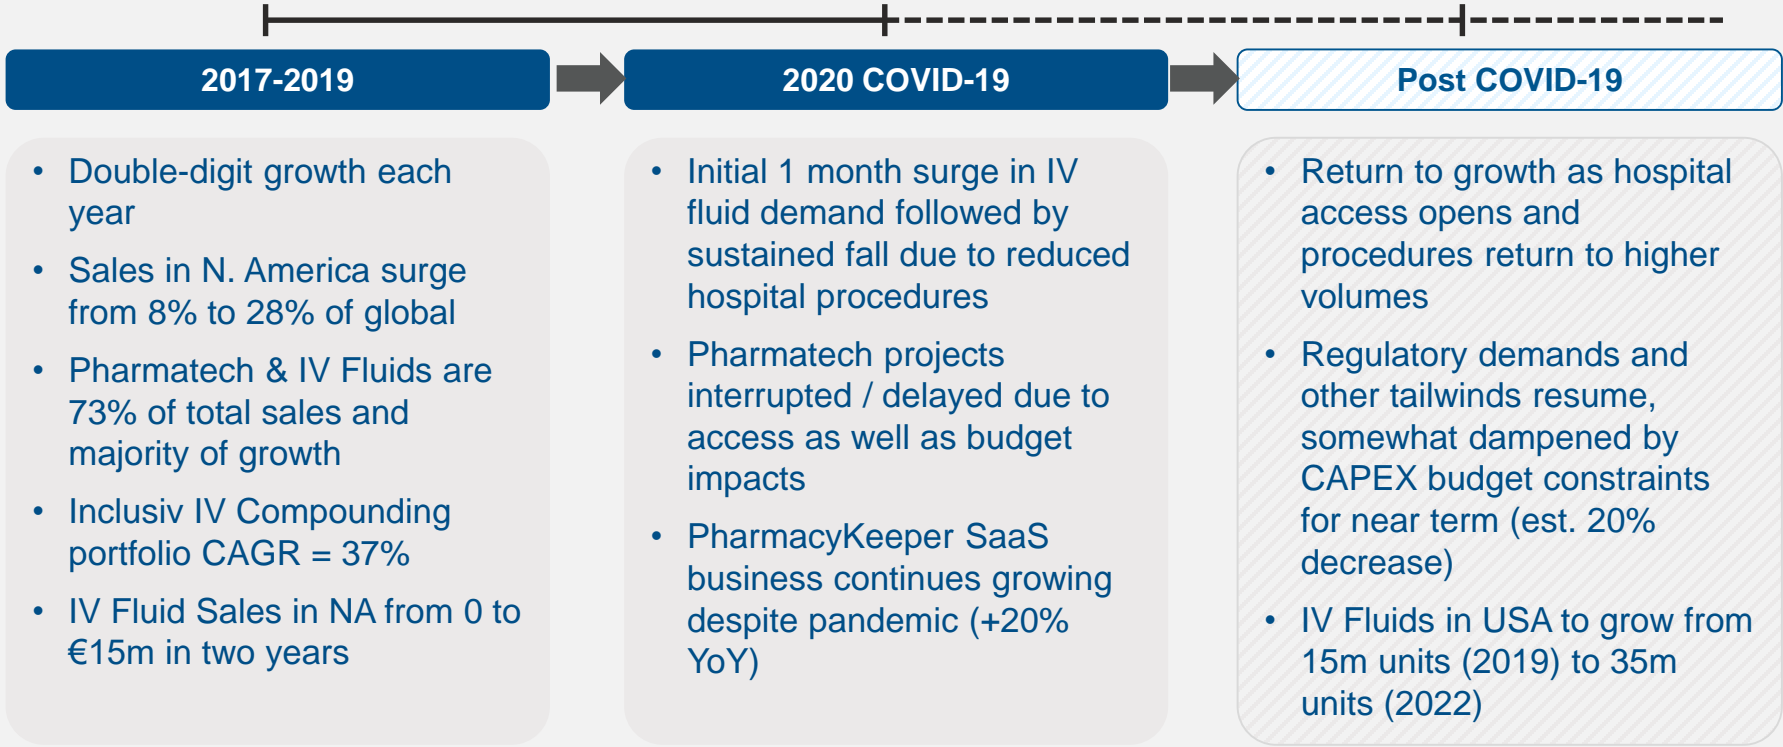 2017-2019
• Double-digit growth each
year
• Sales in N. America surge
from 8% to 28% of global
• Pharmatech & IV Fluids are
73% of total sales and
majority of growth
• Inclusiv IV Compounding
portfolio CAGR = 37%
• IV Fluid Sales in NA from 0 to
€15m in two years
2020 COVID-19
• Initial 1 month surge in IV
fluid demand followed by
sustained fall due to reduced
hospital procedures
• Pharmatech projects
interrupted / delayed due to
access as well as budget
impacts
• PharmacyKeeper SaaS
business continues growing
despite pandemic (+20%
YoY)
Post COVID-19
• Return to growth as hospital
access opens and
procedures return to higher
volumes
• Regulatory demands and
other tailwinds resume,
somewhat dampened by
CAPEX budget constraints
for near term (est. 20%
decrease)
• IV Fluids in USA to grow from
15m units (2019) to 35m
units (2022)